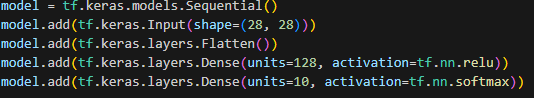 model = tf.keras.models.Sequential()
model.add(tf.keras.Input(shape=(28, 28)))
model.add(tf.keras.layers.Flatten())
model.add(tf.keras.layers.Dense(units=128, activation=tf.nn.relu))
model.add(tf.keras.layers.Dense(units=10, activation=tf.nn.softmax))